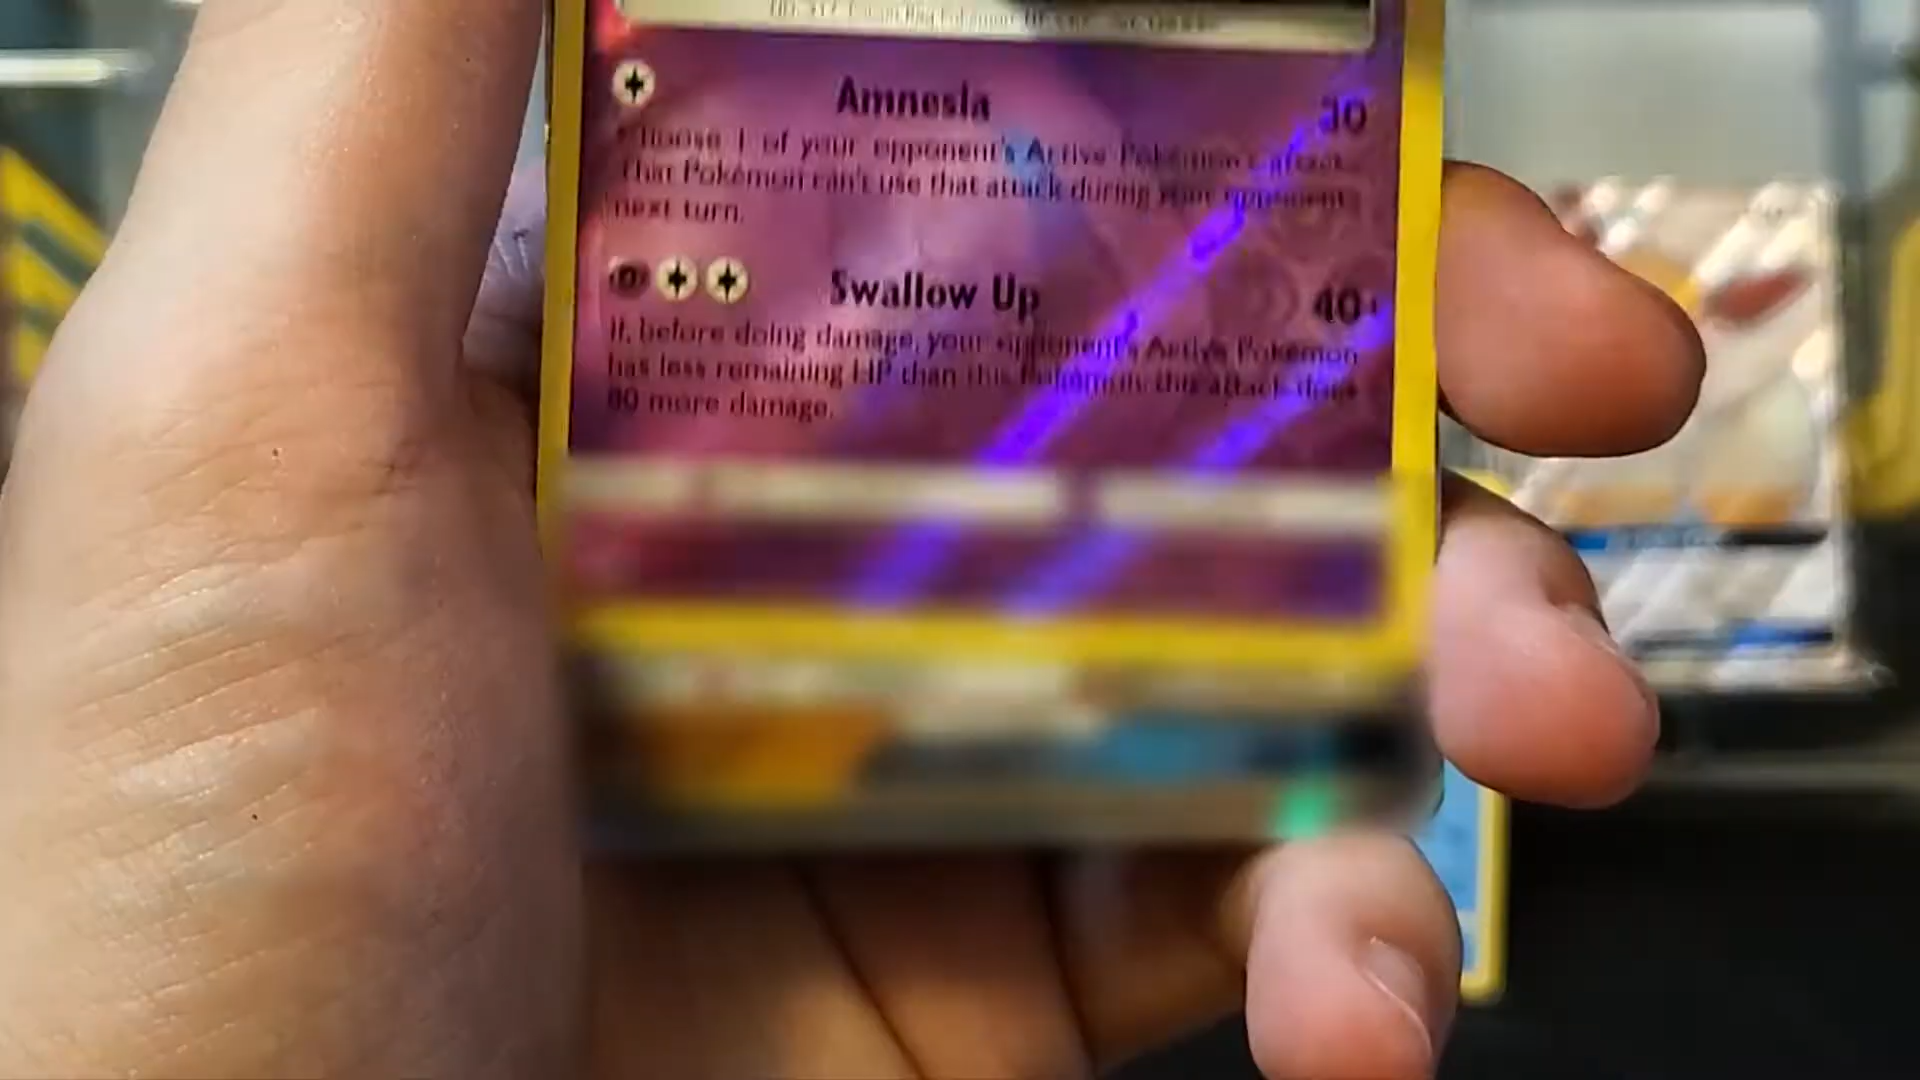 Amnesia 30
Choose 1 of your opponent's Active Pokémon's attacks.
That Pokémon can't use that attack during your opponent's
next turn.
Swallow Up 40+
If, before doing damage, your opponent's Active Pokémon
has less remaining HP than this Pokémon, this attack does
80 more damage.